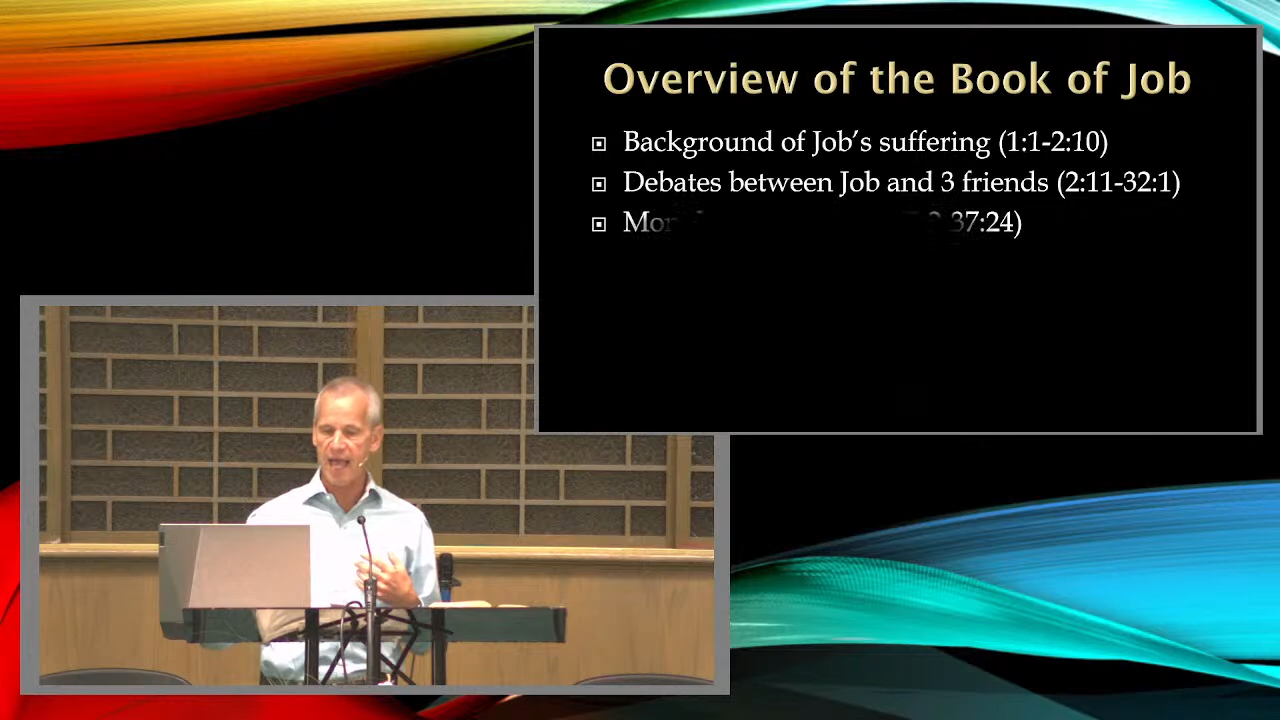 Overview of the Book of Job
Background of Job's suffering (1:1-2:10)
Debates between Job and 3 friends (2:11-32:1)
37:24)